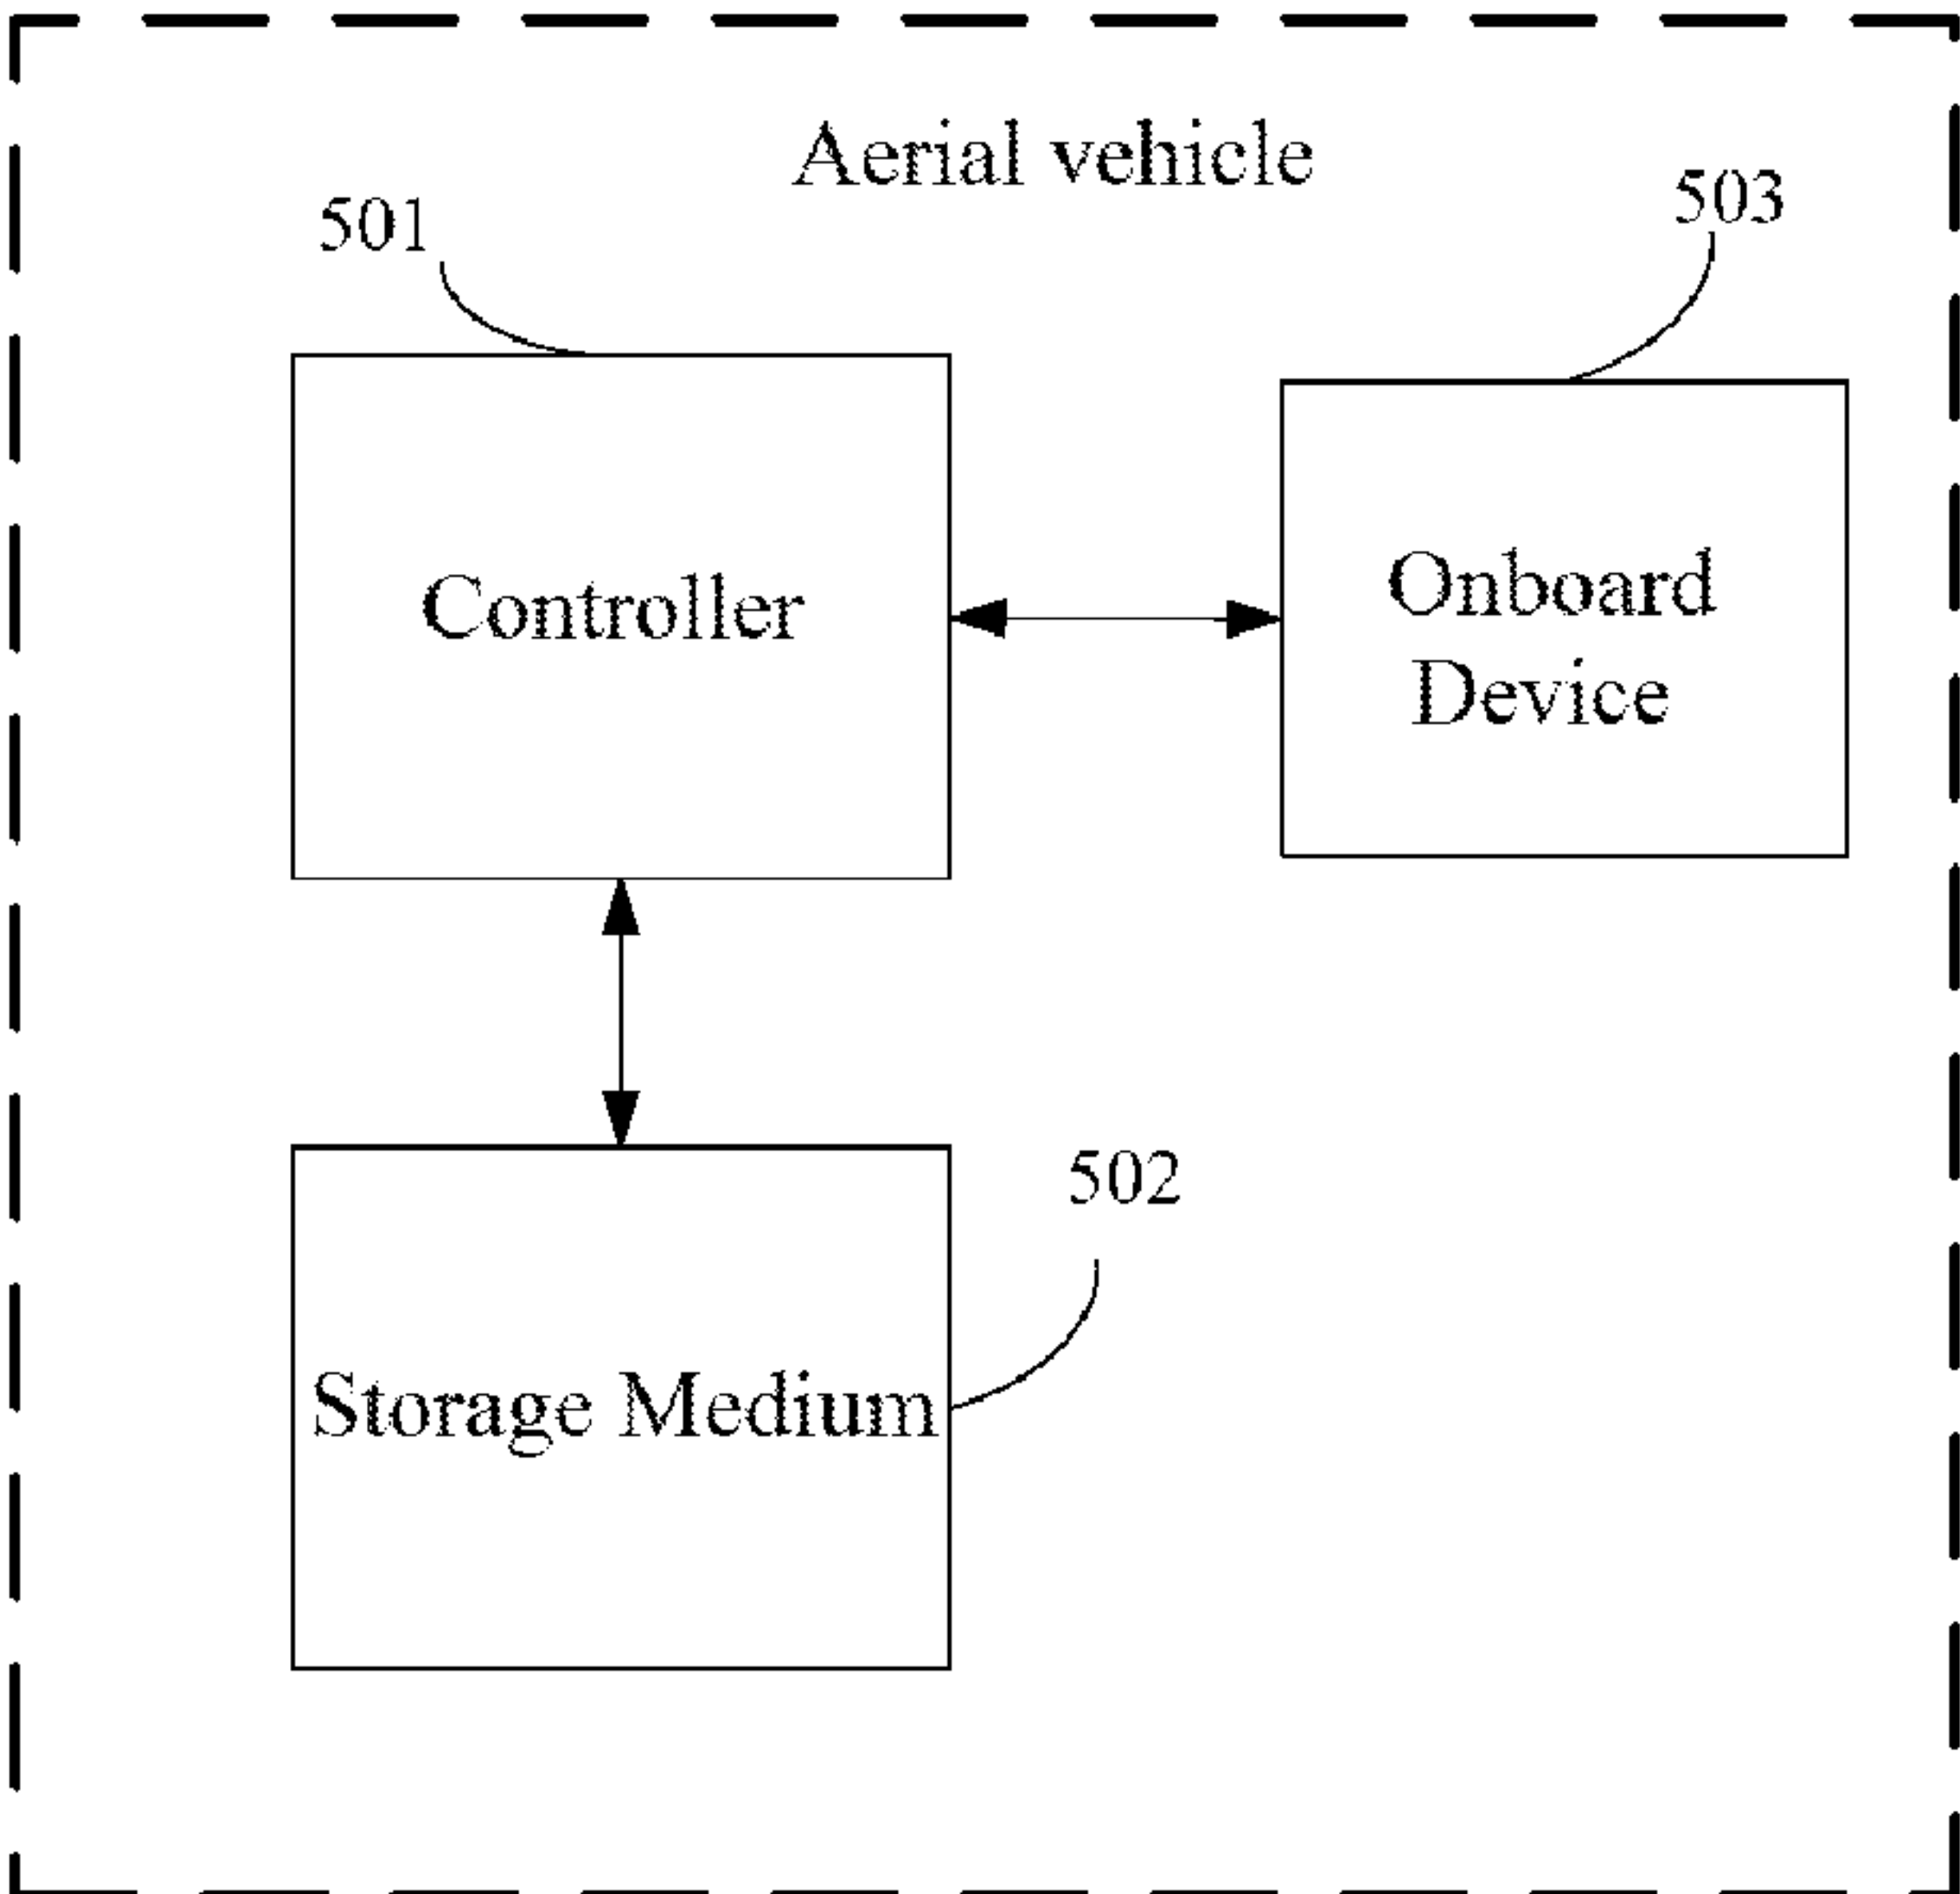 Aerial vehicle
501
503
Controller
Onboard
Device
502
Storage Medium